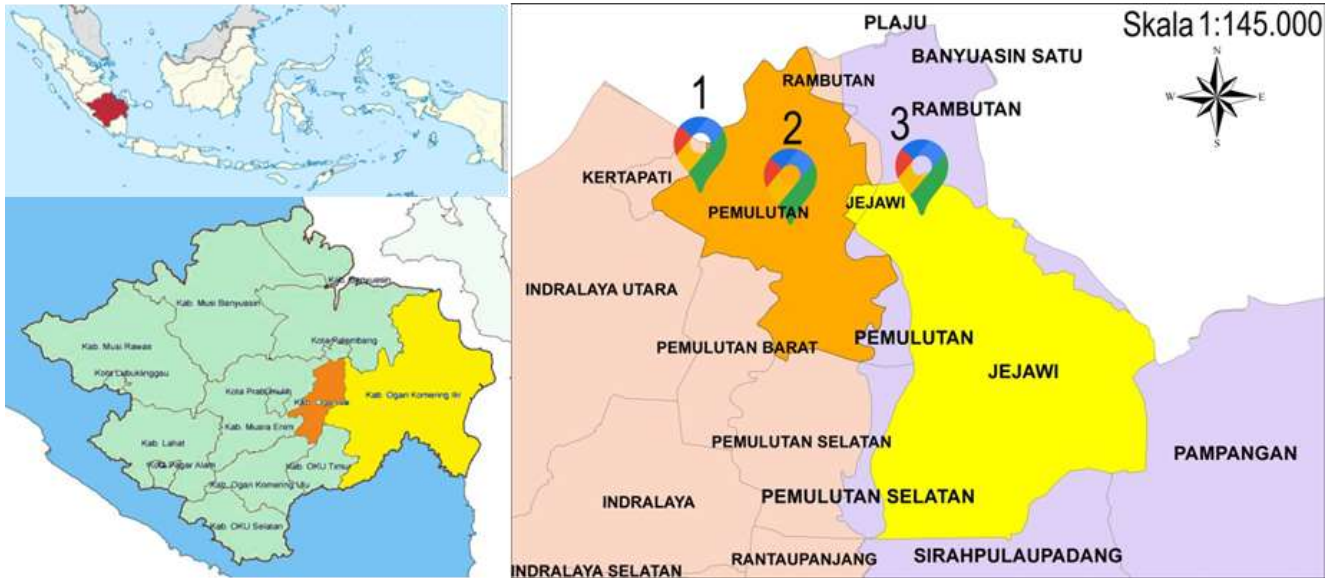 Kab. Musi Banyuasin
Kab. Banyuasin
Kab. Musi Rawas
Kota Palembang
Kota Lubuklinggau
Kota Prabumulih
Kab. Ogan Komering Ilir
Kab. Muara Enim
Kab. Lahat
Kota Pagar Alam
Kab. OKU Timur
Kab. Ogan Komering Ulu
Kab. OKU Selatan
PLAJU
Skala 1:145.000
BANYUASIN SATU
N
W
E
S
RAMBUTAN
RAMBUTAN
1
2
3
KERTAPATI
JEJAWI
PEMULUTAN
INDRALAYA UTARA
PEMULUTAN BARAT
PEMULUTAN
JEJAWI
PEMULUTAN SELATAN
PAMPANGAN
INDRALAYA
PEMULUTAN SELATAN
RANTAUPANJANG
SIRAHPULAUPADANG
INDRALAYA SELATAN